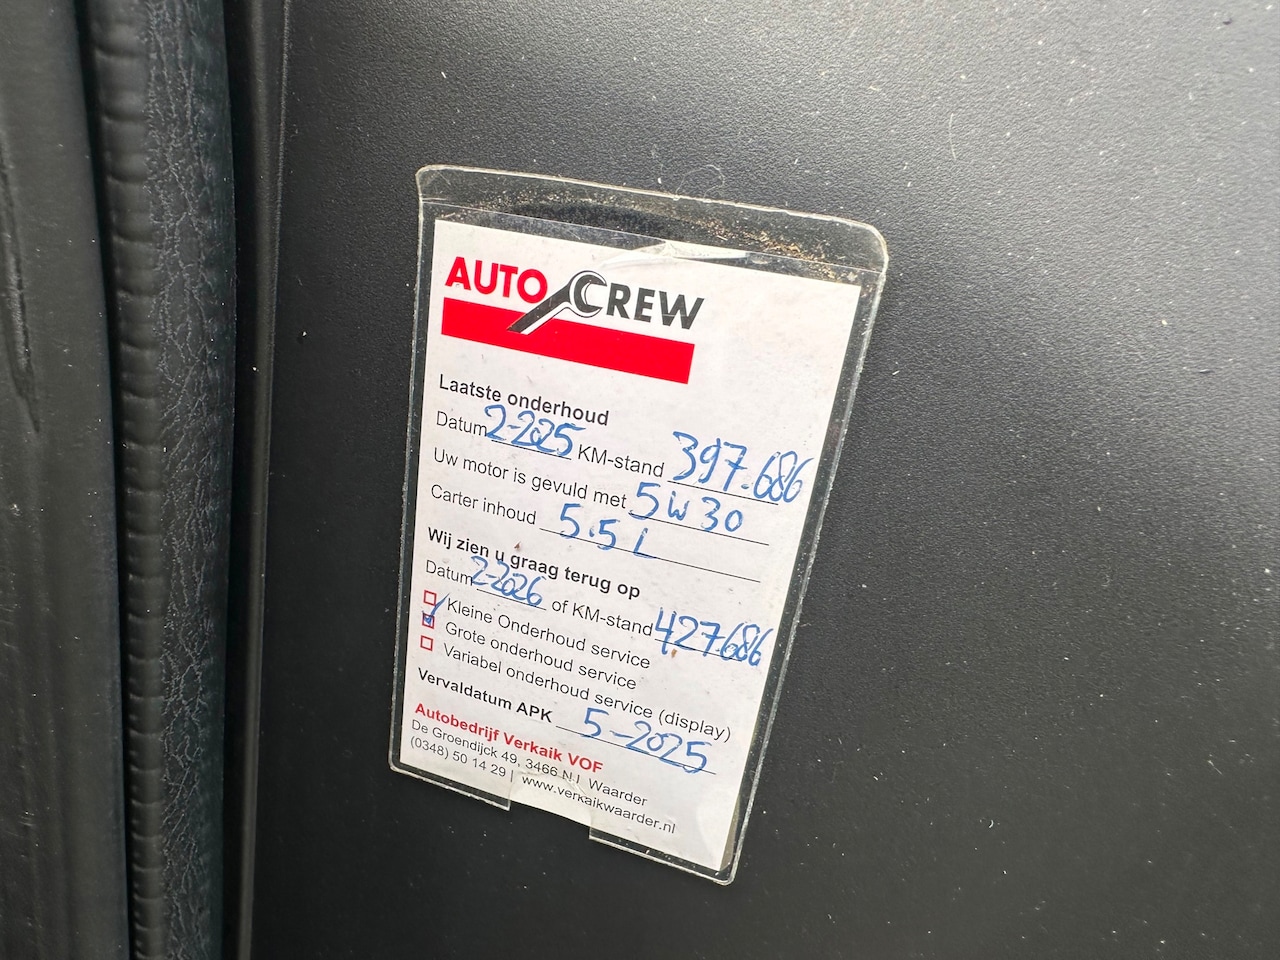 AUTO CREW
Laatste onderhoud
Datum 2-2025 KM-stand 397.686
Uw motor is gevuld met 5W30
Carter inhoud 5.5 L
Wij zien u graag terug op
Datum 2-2026 of KM-stand 427.686
Kleine Onderhoud service
Grote onderhoud service
Variabel onderhoud service (display)
Vervaldatum APK 5-2025
Autobedrijf Verkaik VOF
De Groendijck 49, 3466 NJ Waarder
(0348) 50 14 29 | www.verkaikwaarder.nl